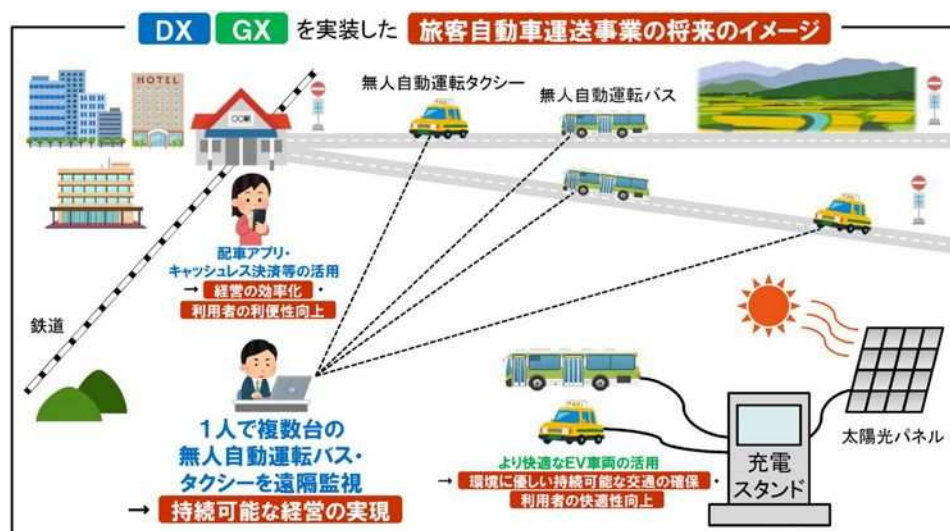 DX GX を実装した 旅客自動車運送事業の将来のイメージ
HOTEL
〇〇駅
無人自動運転タクシー
無人自動運転バス
配車アプリ・
キャッシュレス決済等の活用
→ 経営の効率化・
利用者の利便性向上
鉄道
1人で複数台の
無人自動運転バス・
タクシーを遠隔監視
→ 持続可能な経営の実現
より快適なEV車両の活用
→ 環境に優しい持続可能な交通の確保・
利用者の快適性向上
充電
スタンド
太陽光パネル